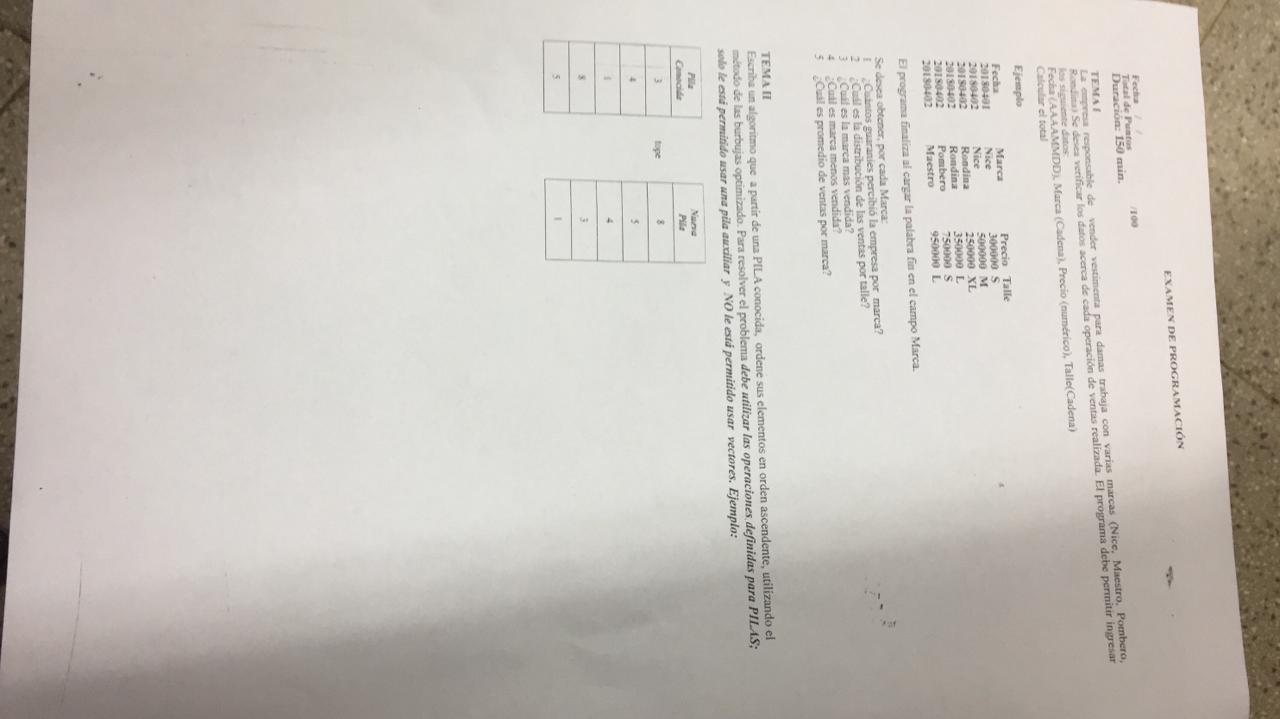 EXAMEN DE PROGRAMACIÓN
Fecha / /
Total de Puntos /100
Duración: 150 min.
TEMA I
La empresa responsable de vender vestimenta para damas trabaja con varias marcas (Nice, Maestro, Pombero,
Rondina) Se desea verificar los datos acerca de cada operación de ventas realizada. El programa debe permitir ingresar
los siguiente datos:
Fecha (AAAAMMDD), Marca (Cadena), Precio (numérico), Talle(Cadena)
Calcular el total
Ejemplo
Fecha Marca Precio Talle
20180401 Nice 300000 S
20180402 Nice 500000 M
20180402 Rondina 250000 XL
20180402 Rondina 350000 L
20180402 Pombero 750000 S
20180402 Maestro 950000 L
El programa finaliza al cargar la palabra fin en el campo Marca.
Se desea obtener, por cada Marca:
1 ¿Cuántos guaraníes percibió la empresa por marca?
2 ¿Cuál es la distribución de las ventas por talle?
3 ¿Cuál es la marca mas vendida?
4 ¿Cuál es marca menos vendida?
5 ¿Cuál es promedio de ventas por marca?
TEMA II
Escriba un algoritmo que a partir de una PILA conocida, ordene sus elementos en orden ascendente, utilizando el
método de las burbujas optimizado. Para resolver el problema debe utilizar las operaciones definidas para PILAS;
solo le está permitido usar una pila auxiliar y NO le está permitido usar vectores. Ejemplo:
Pila Nueva
Conocida Pila
3 tope 8
4 5
1 4
8 3
5 1